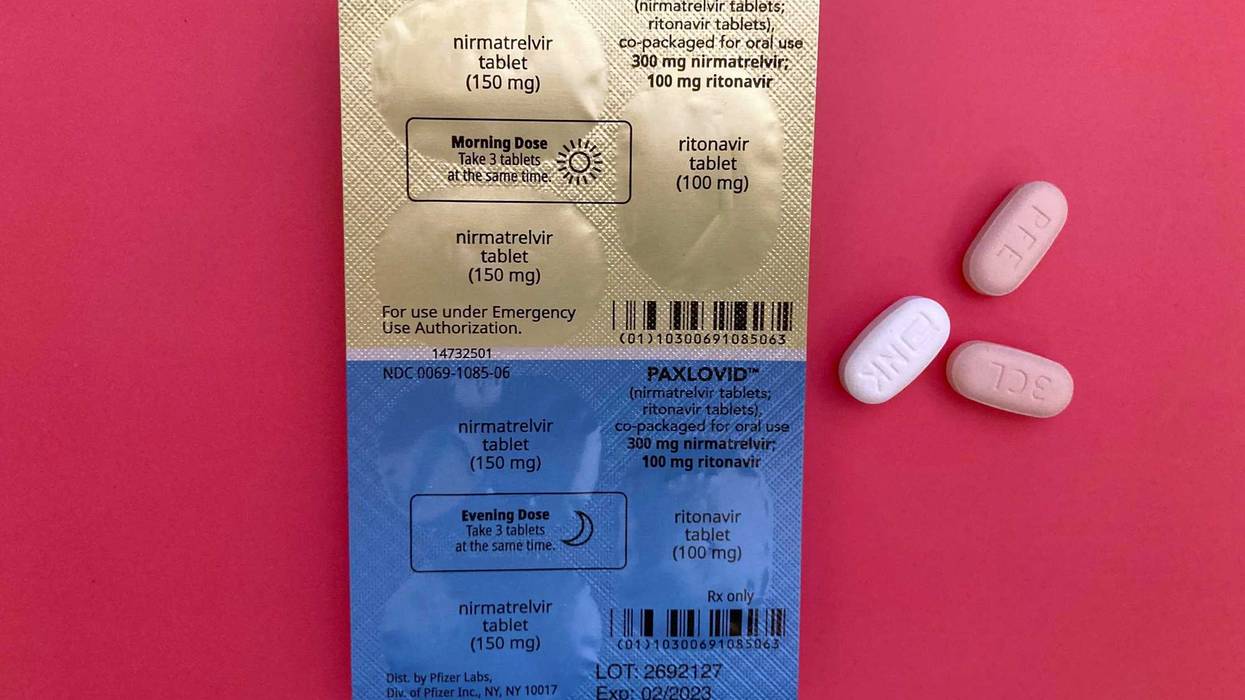 (nirmatrelvir tablets;
ritonavir tablets),
co-packaged for oral use
300 mg nirmatrelvir;
100 mg ritonavir
nirmatrelvir
tablet
(150 mg)
Morning Dose
Take 3 tablets
at the same time.
ritonavir
tablet
(100 mg)
nirmatrelvir
tablet
(150 mg)
For use under Emergency
Use Authorization.
(01)10300691085063
14732501
NDC 0069-1085-06
PAXLOVID™
(nirmatrelvir tablets;
ritonavir tablets),
co-packaged for oral use
300 mg nirmatrelvir;
100 mg ritonavir
nirmatrelvir
tablet
(150 mg)
Evening Dose
Take 3 tablets
at the same time.
ritonavir
tablet
(100 mg)
Rx only
nirmatrelvir
tablet
(150 mg)
(01)10300691085063
Dist. by Pfizer Labs,
Div. of Pfizer Inc., NY, NY 10017
LOT: 2692127
Exp: 02/2023
PFE
NK
3CL